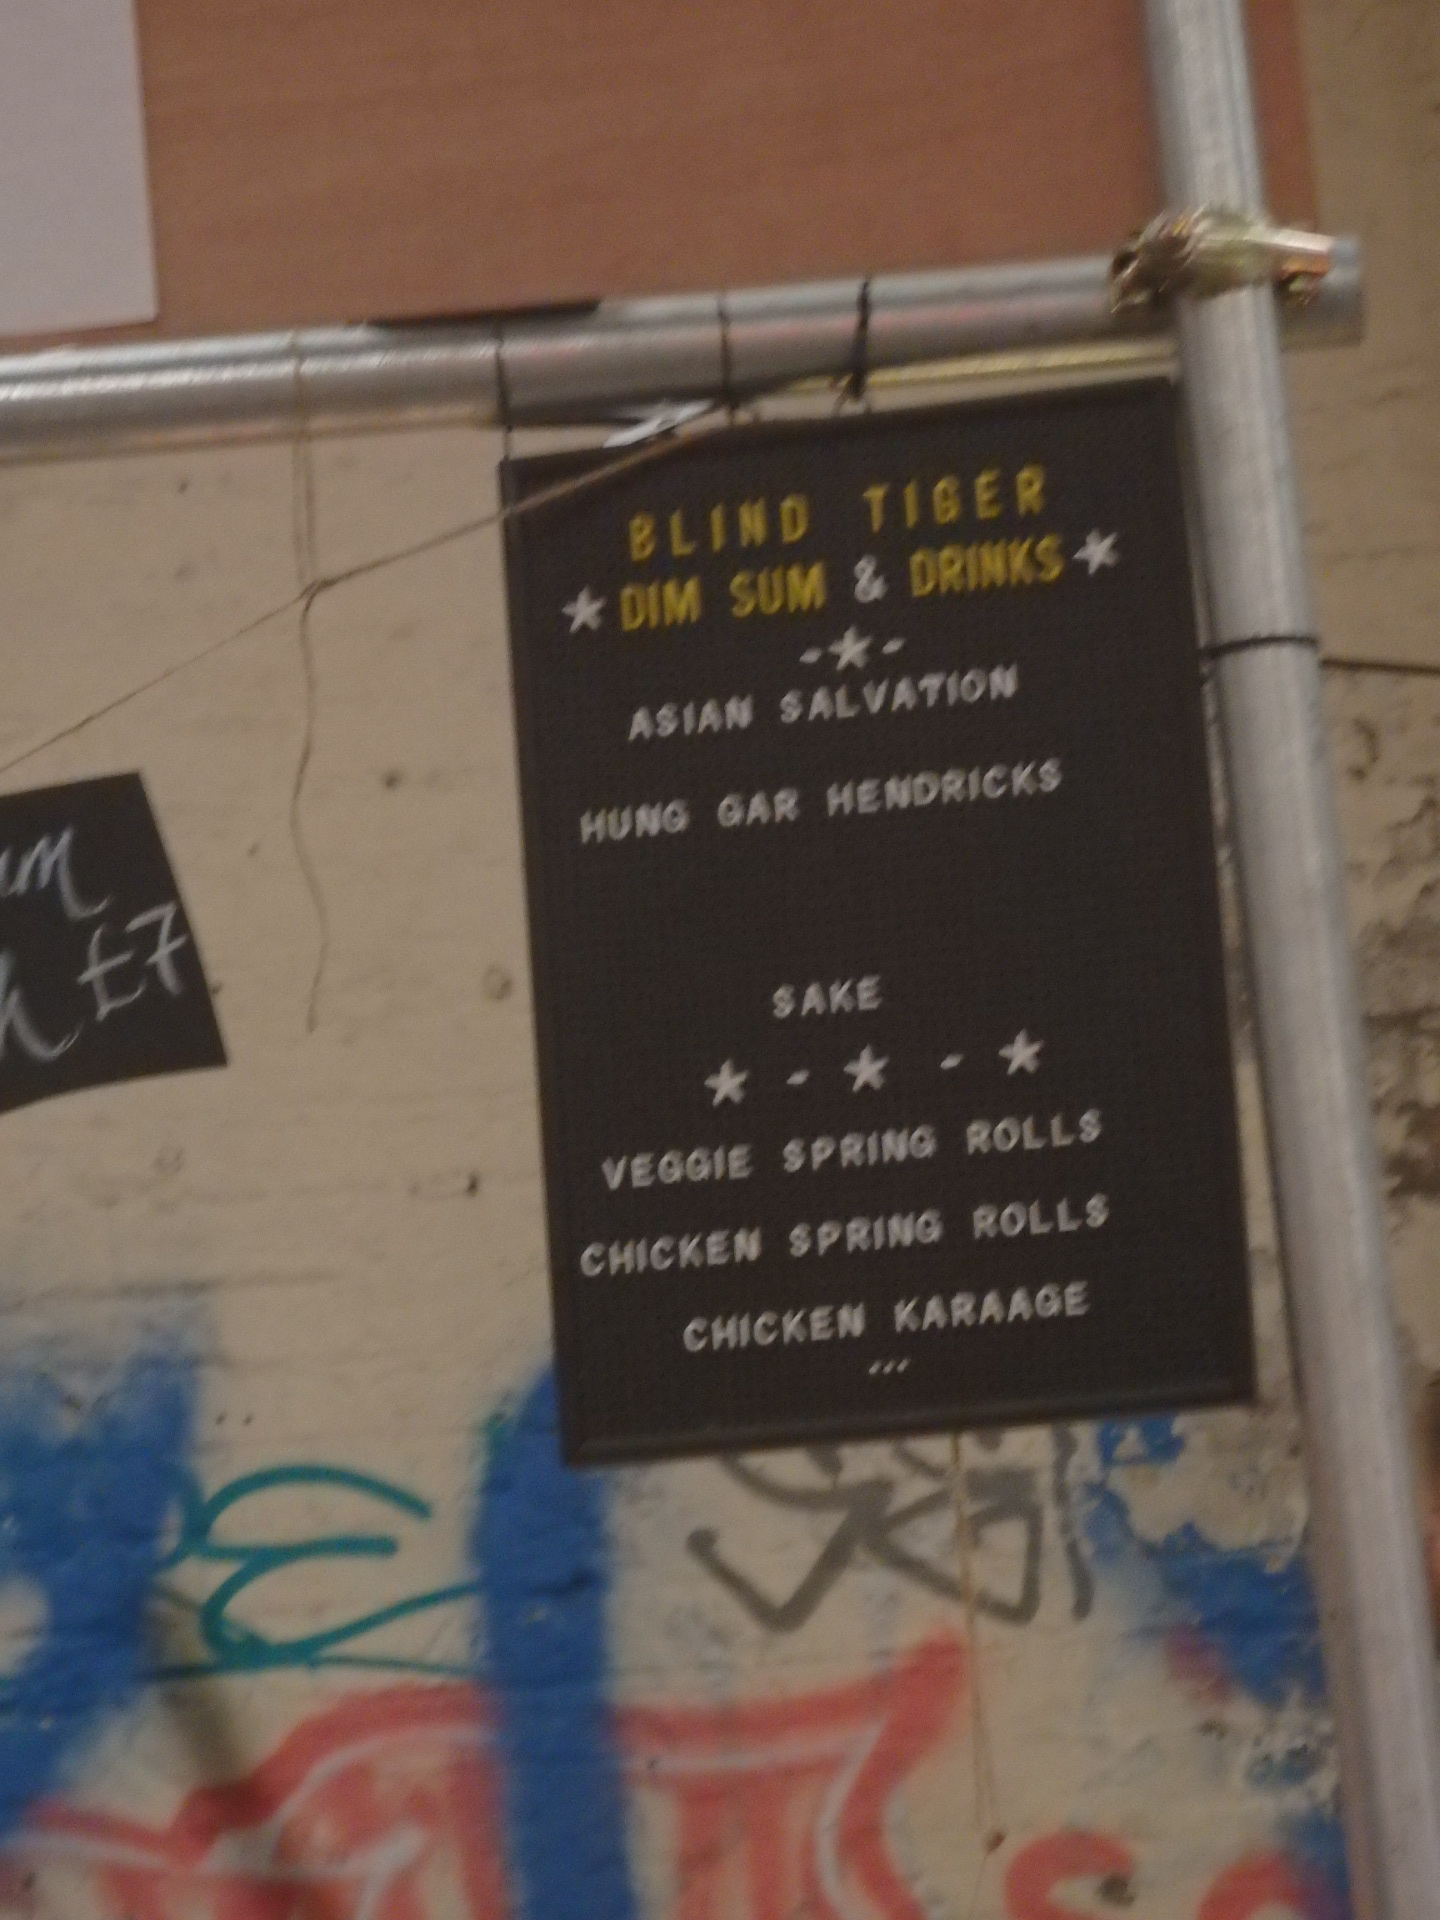 BLIND TIGER
★ DIM SUM & DRINKS ★
-★-
ASIAN SALVATION
HUNG GAR HENDRICKS
SAKE
★ - ★ - ★
VEGGIE SPRING ROLLS
CHICKEN SPRING ROLLS
CHICKEN KARAAGE
...
£7